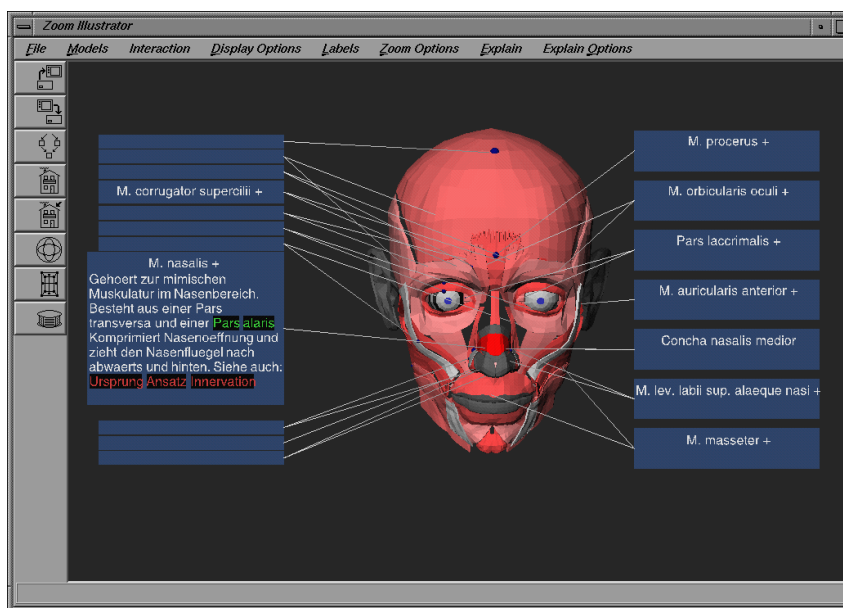 Zoom Illustrator
File Models Interaction Display Options Labels Zoom Options Explain Explain Options
M. corrugator supercilii +
M. nasalis +
Gehoert zur mimischen
Muskulatur im Nasenbereich.
Besteht aus einer Pars
transversa und einer Pars alaris
Komprimiert Nasenoeffnung und
zieht den Nasenfluegel nach
abwaerts und hinten. Siehe auch:
Ursprung Ansatz Innervation
M. procerus +
M. orbicularis oculi +
Pars laccrimalis +
M. auricularis anterior +
Concha nasalis medior
M. lev. labii sup. alaeque nasi +
M. masseter +